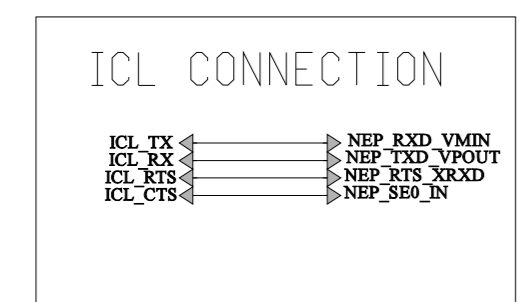 ICL CONNECTION
ICL_TX NEP_RXD_VMIN
ICL_RX NEP_TXD_VPOUT
ICL_RTS NEP_RTS_XRXD
ICL_CTS NEP_SE0_IN